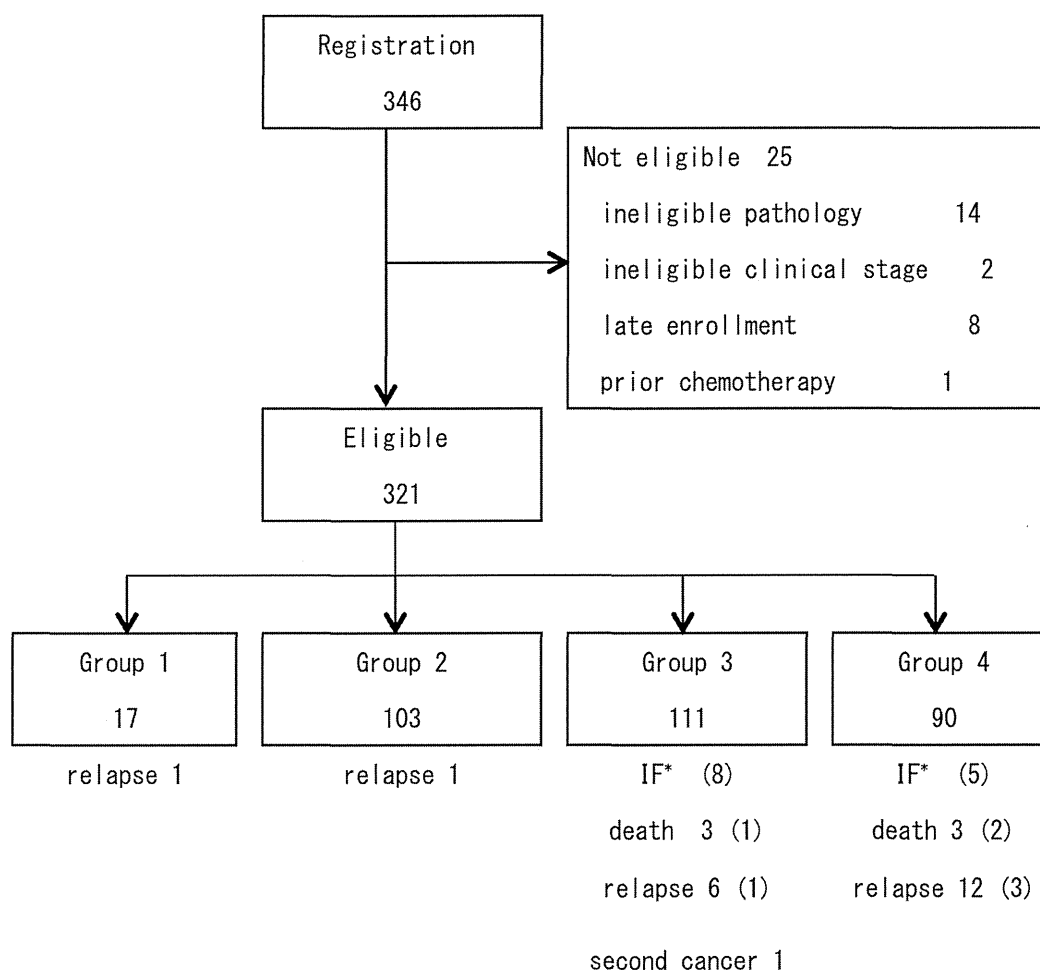 Registration
346
Not eligible 25
ineligible pathology 14
ineligible clinical stage 2
late enrollment 8
prior chemotherapy 1
Eligible
321
Group 1
17
relapse 1
Group 2
103
relapse 1
Group 3
111
IF* (8)
death 3 (1)
relapse 6 (1)
second cancer 1
Group 4
90
IF* (5)
death 3 (2)
relapse 12 (3)